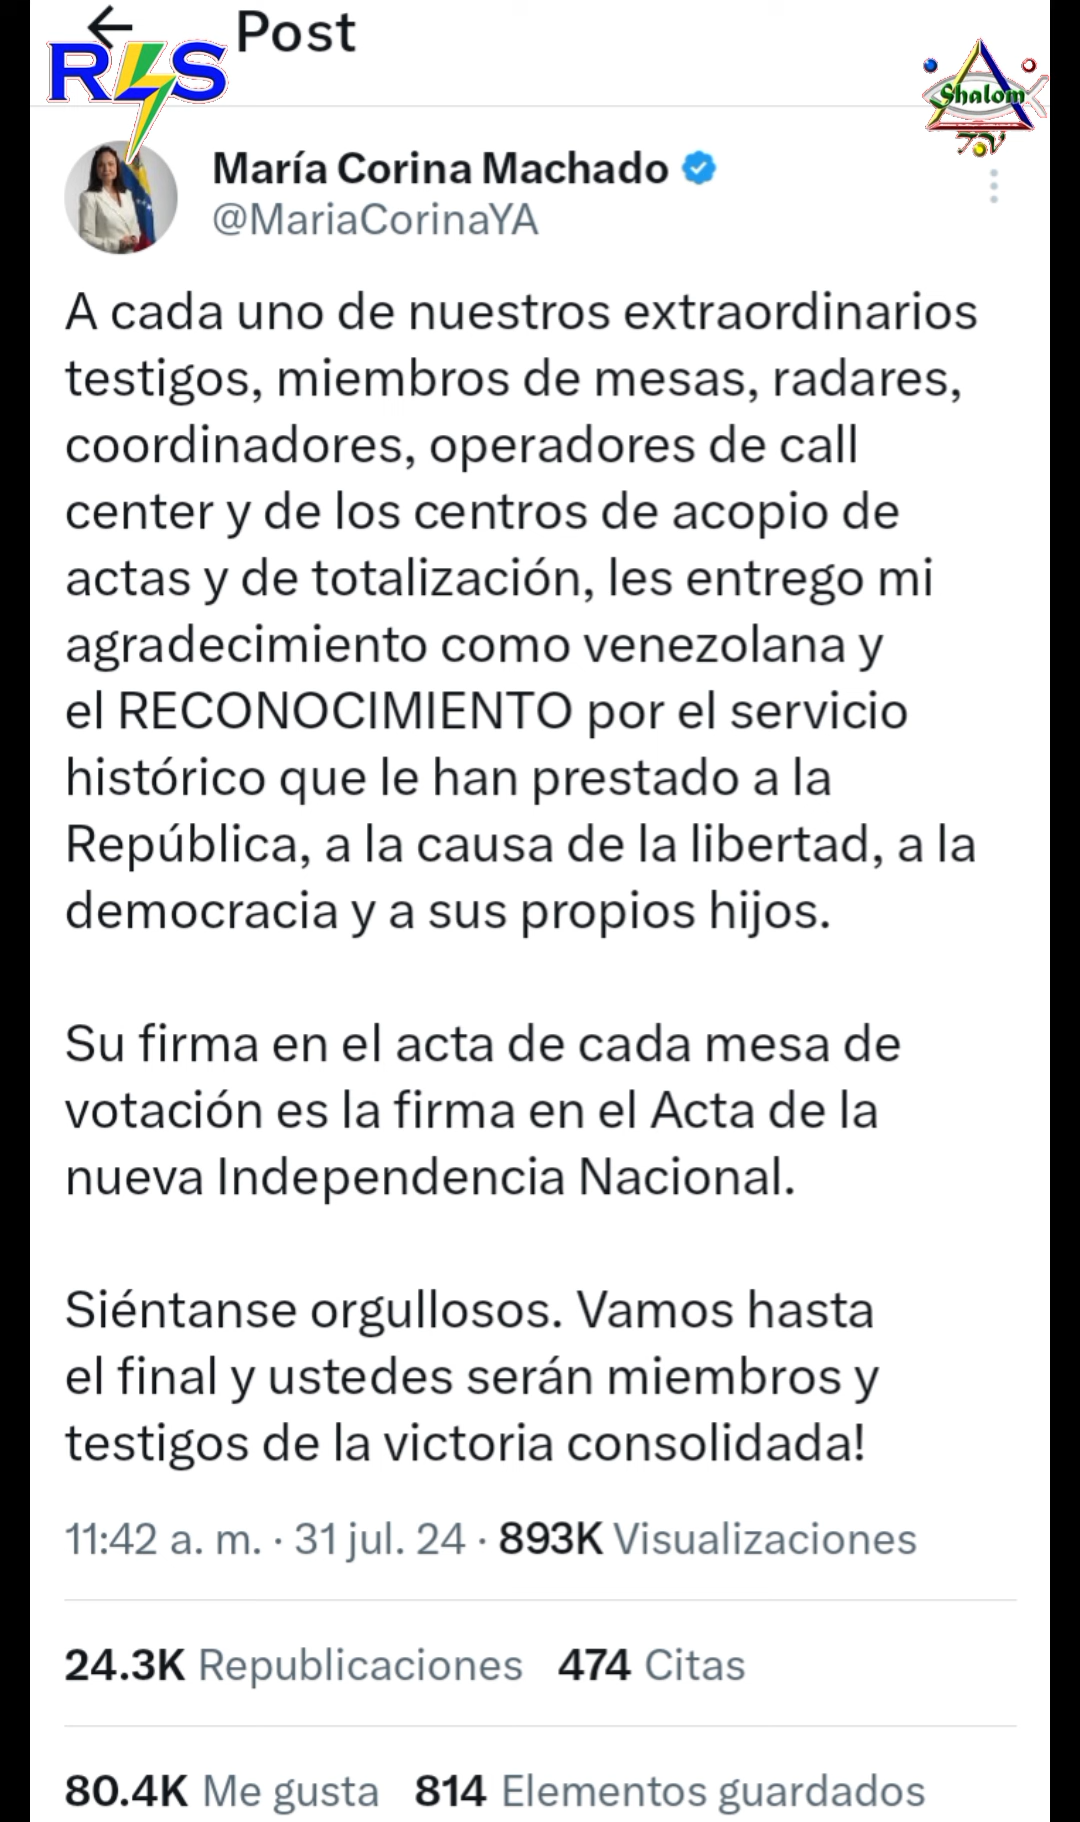 Post
RLS
Shalom
TV
María Corina Machado
@MariaCorinaYA
A cada uno de nuestros extraordinarios
testigos, miembros de mesas, radares,
coordinadores, operadores de call
center y de los centros de acopio de
actas y de totalización, les entrego mi
agradecimiento como venezolana y
el RECONOCIMIENTO por el servicio
histórico que le han prestado a la
República, a la causa de la libertad, a la
democracia y a sus propios hijos.
Su firma en el acta de cada mesa de
votación es la firma en el Acta de la
nueva Independencia Nacional.
Siéntanse orgullosos. Vamos hasta
el final y ustedes serán miembros y
testigos de la victoria consolidada!
11:42 a. m. · 31 jul. 24 · 893K Visualizaciones
24.3K Republicaciones 474 Citas
80.4K Me gusta 814 Elementos guardados